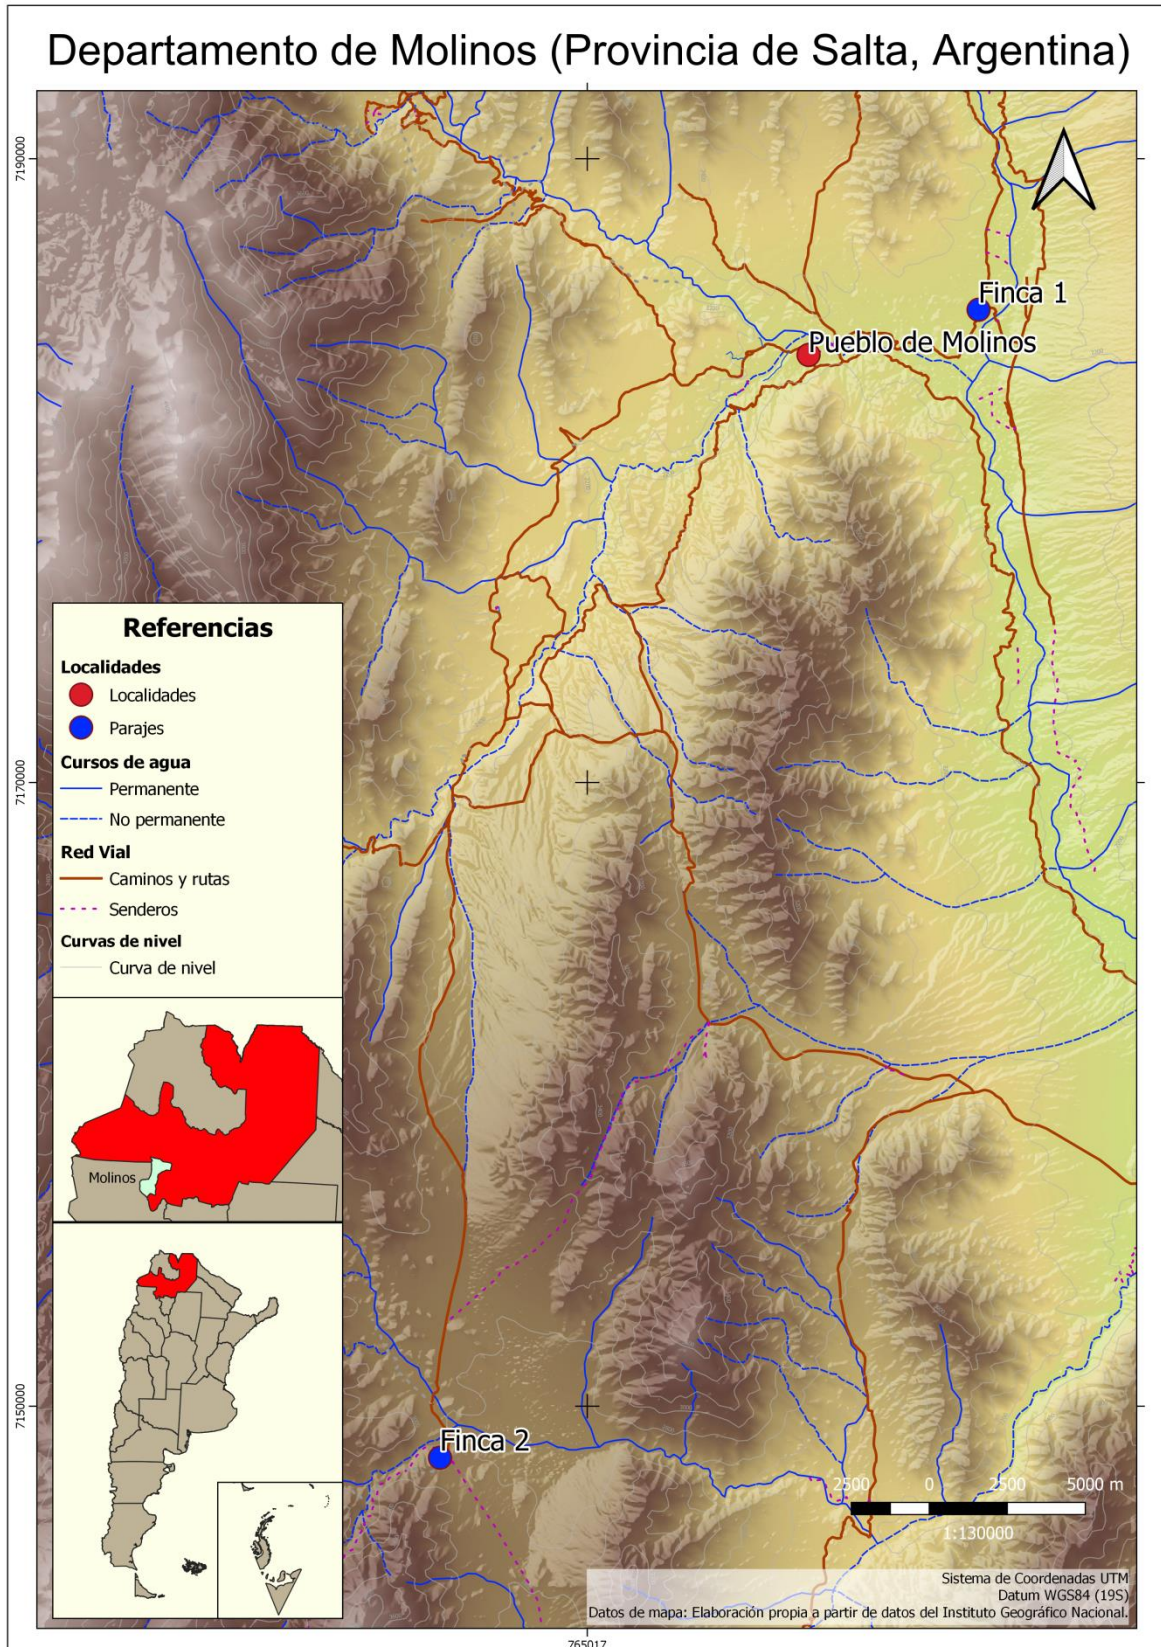 Departamento de Molinos (Provincia de Salta, Argentina)
7190000
Finca 1
Pueblo de Molinos
Referencias
Localidades
Localidades
Parajes
Cursos de agua
Permanente
No permanente
Red Vial
Caminos y rutas
Senderos
Curvas de nivel
Curva de nivel
7170000
Molinos
7150000
Finca 2
2500 0 2500 5000 m
1:130000
Sistema de Coordenadas UTM
Datum WGS84 (19S)
Datos de mapa: Elaboración propia a partir de datos del Instituto Geográfico Nacional.
765017